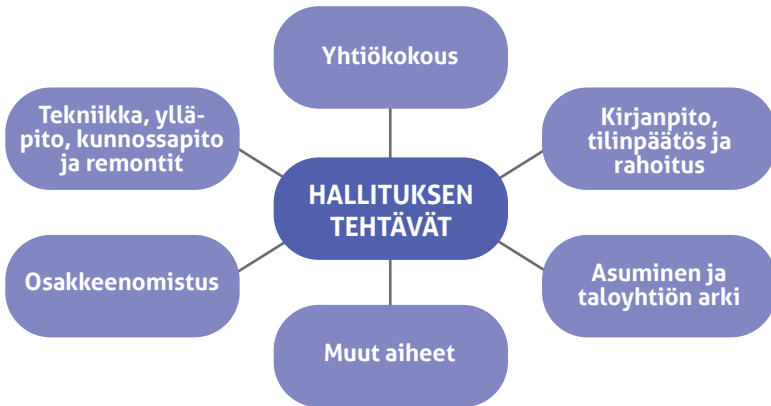 Yhtiökokous
Tekniikka, yllä-
pito, kunnossapito
ja remontit
Kirjanpito,
tilinpäätös ja
rahoitus
HALLITUKSEN
TEHTÄVÄT
Osakkeenomistus
Asuminen ja
taloyhtiön arki
Muut aiheet